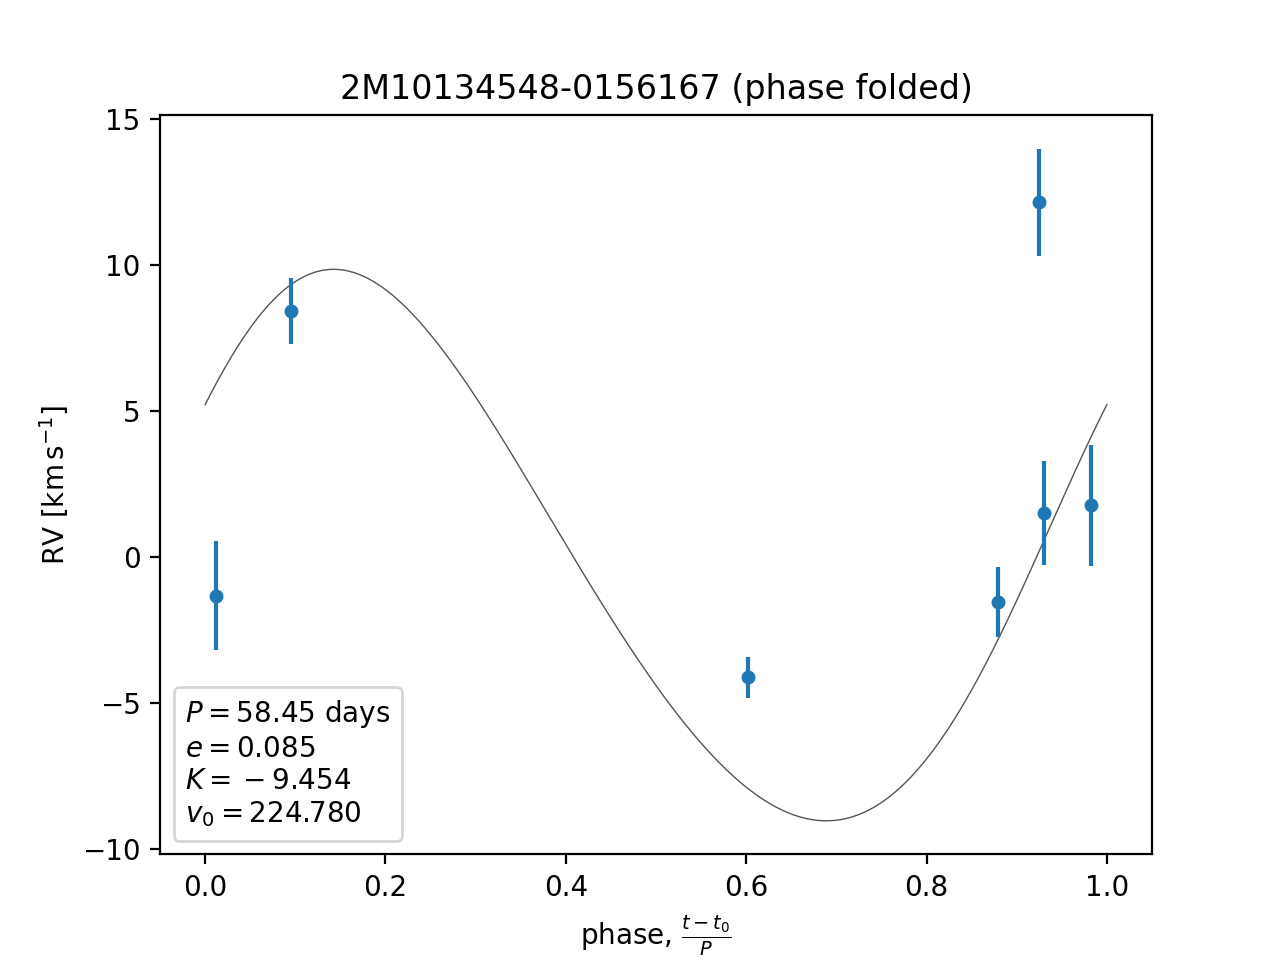 2M10134548-0156167 (phase folded)
RV [km s⁻¹]
15
10
5
0
−5
−10
P = 58.45 days
e = 0.085
K = −9.454
v₀ = 224.780
0.0 0.2 0.4 0.6 0.8 1.0
phase, (t − t₀)/P